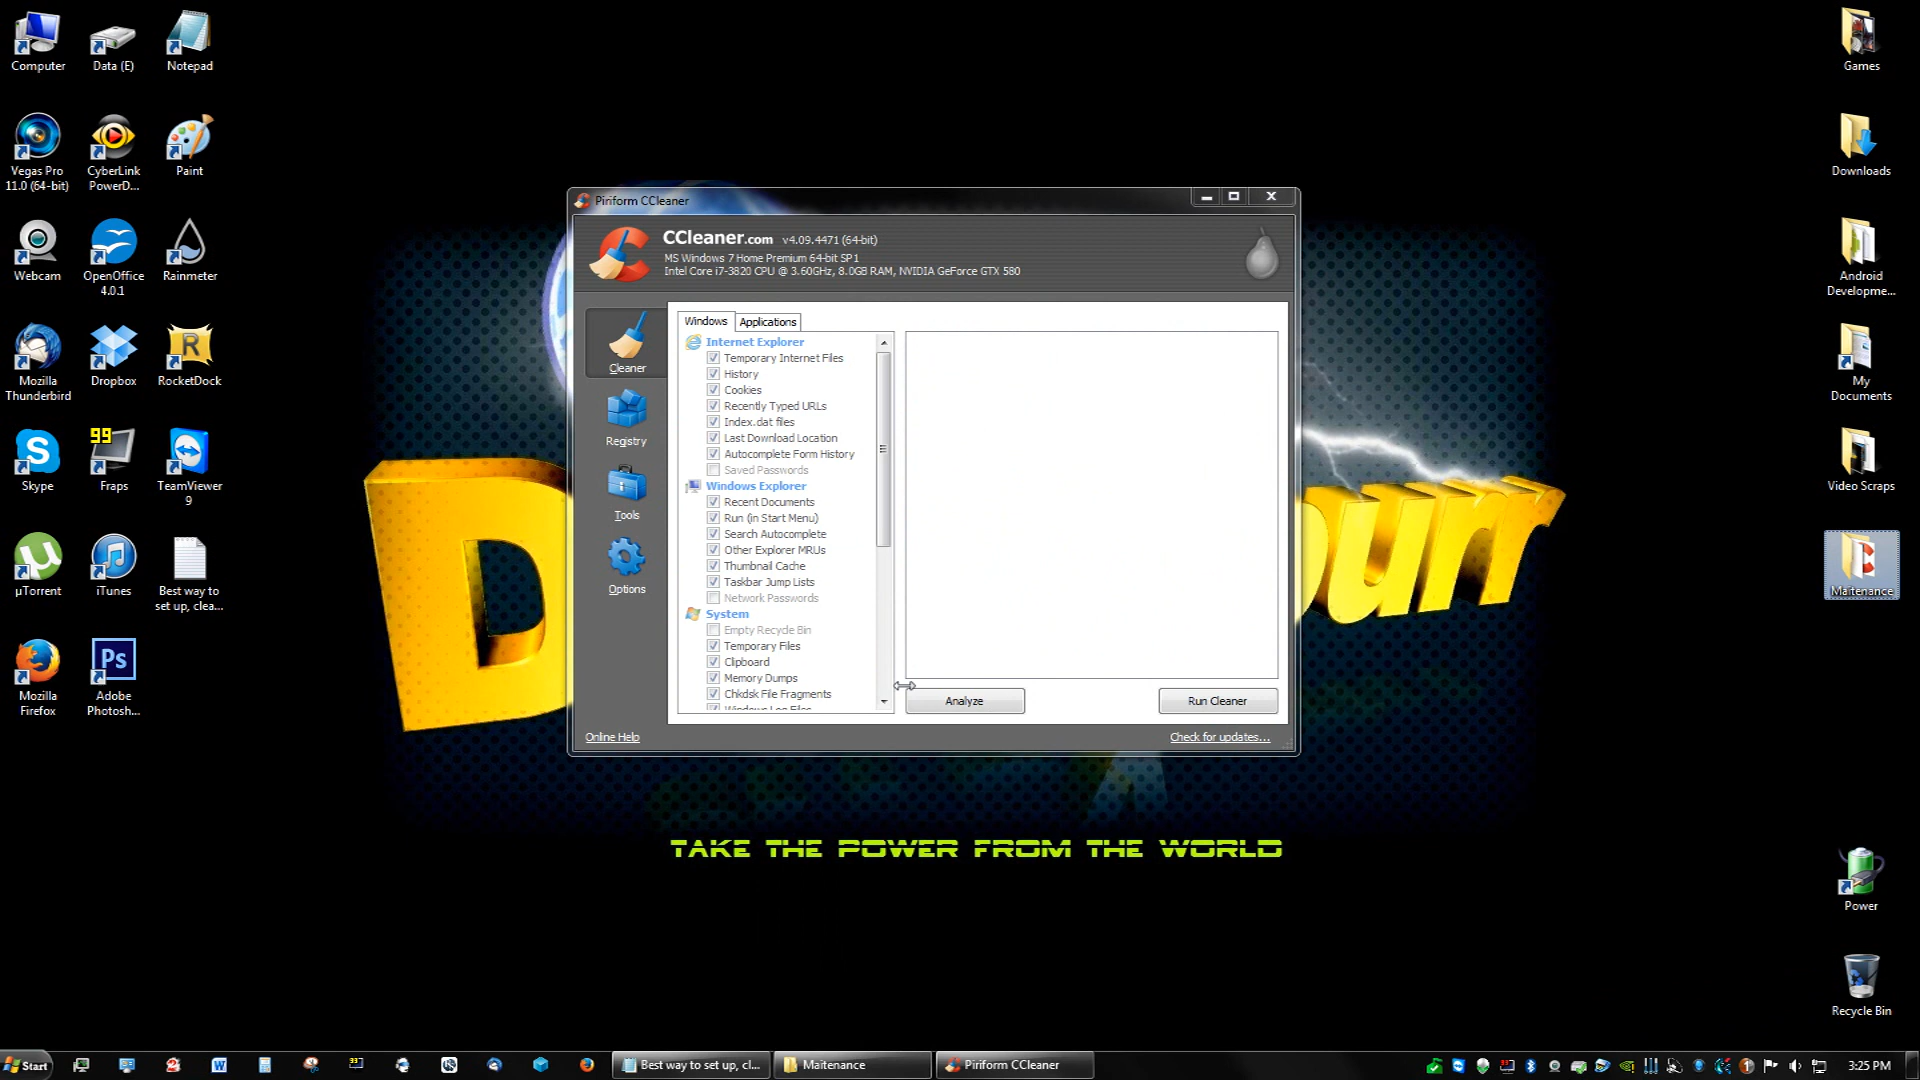 Computer
Data (E)
Notepad
Games
Vegas Pro
11.0 (64-bit)
CyberLink
PowerD...
Paint
Downloads
Webcam
OpenOffice
4.0.1
Rainmeter
Android
Developme...
Mozilla
Thunderbird
Dropbox
RocketDock
My
Documents
Skype
99
Fraps
TeamViewer
9
Video Scraps
µTorrent
iTunes
Best way to
set up, clea...
Maitenance
Mozilla
Firefox
Ps
Adobe
Photosh...
Power
Recycle Bin
Piriform CCleaner
CCleaner.com v4.09.4471 (64-bit)
MS Windows 7 Home Premium 64-bit SP1
Intel Core i7-3820 CPU @ 3.60GHz, 8.0GB RAM, NVIDIA GeForce GTX 580
Cleaner
Registry
Tools
Options
Windows
Applications
Internet Explorer
Temporary Internet Files
History
Cookies
Recently Typed URLs
Index.dat files
Last Download Location
Autocomplete Form History
Saved Passwords
Windows Explorer
Recent Documents
Run (in Start Menu)
Search Autocomplete
Other Explorer MRUs
Thumbnail Cache
Taskbar Jump Lists
Network Passwords
System
Empty Recycle Bin
Temporary Files
Clipboard
Memory Dumps
Chkdsk File Fragments
Windows Log Files
Analyze
Run Cleaner
Online Help
Check for updates...
D
urr
TAKE THE POWER FROM THE WORLD
Start
Best way to set up, cl...
Maitenance
Piriform CCleaner
3:25 PM